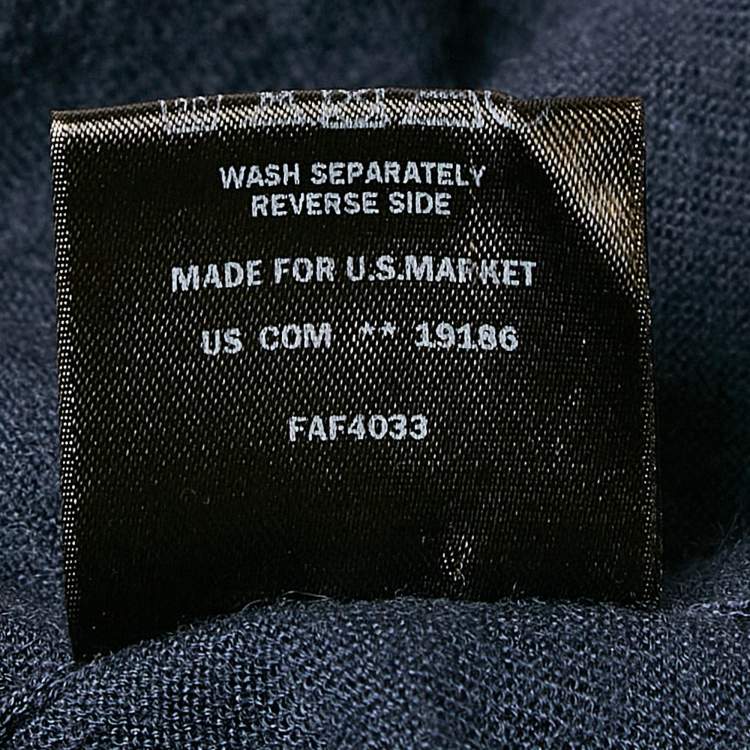 WASH SEPARATELY
REVERSE SIDE
MADE FOR U.S.MARKET
US COM ** 19186
FAF4033